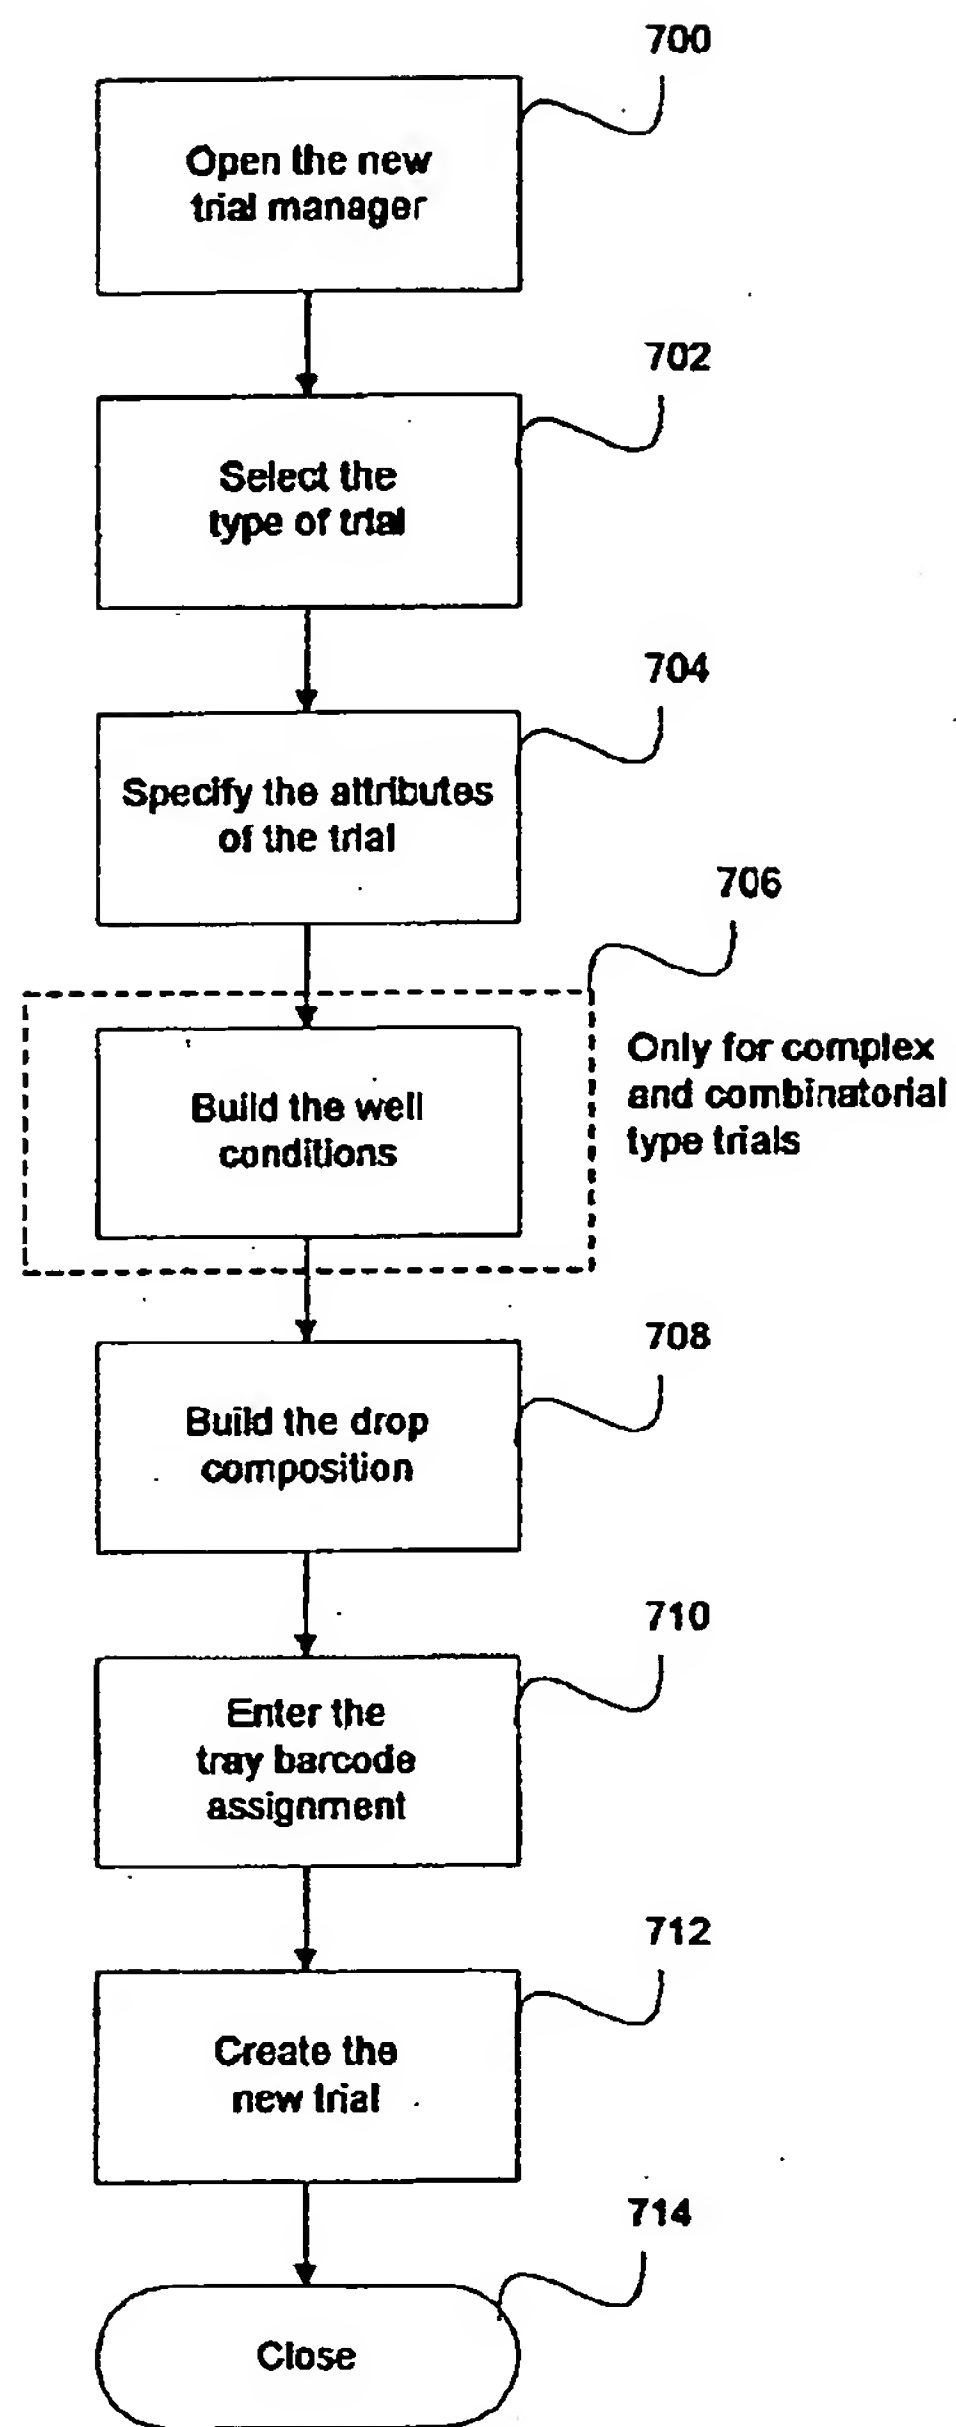 700
Open the new
trial manager
702
Select the
type of trial
704
Specify the attributes
of the trial
706
Only for complex
and combinatorial
type trials
Build the well
conditions
708
Build the drop
composition
710
Enter the
tray barcode
assignment
712
Create the
new trial
714
Close